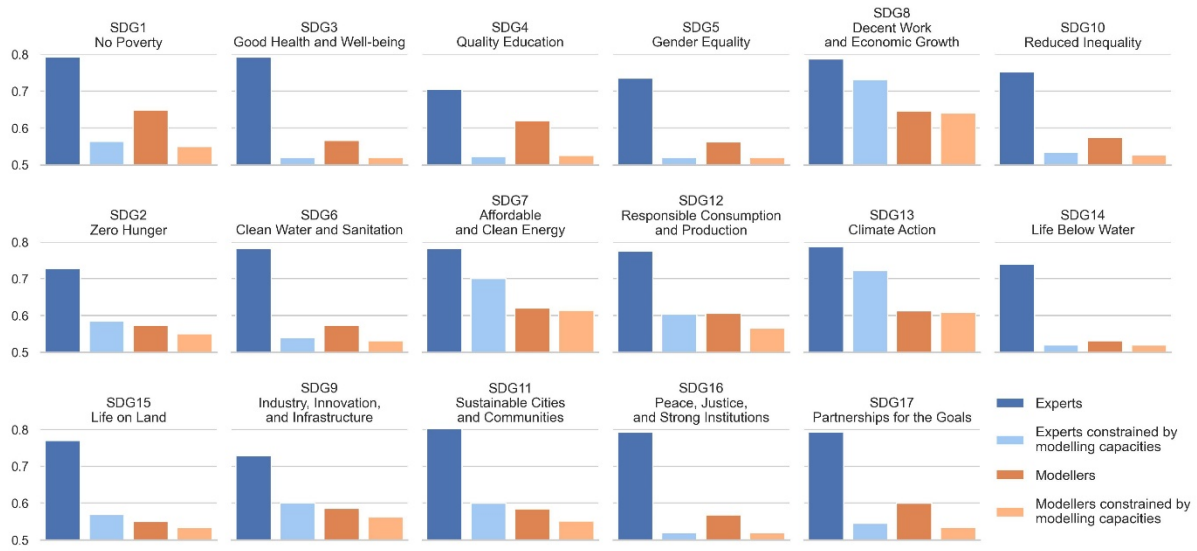 SDG1
No Poverty
SDG3
Good Health and Well-being
SDG4
Quality Education
SDG5
Gender Equality
SDG8
Decent Work
and Economic Growth
SDG10
Reduced Inequality
0.8
0.7
0.6
0.5
SDG2
Zero Hunger
SDG6
Clean Water and Sanitation
SDG7
Affordable
and Clean Energy
SDG12
Responsible Consumption
and Production
SDG13
Climate Action
SDG14
Life Below Water
0.8
0.7
0.6
0.5
SDG15
Life on Land
SDG9
Industry, Innovation,
and Infrastructure
SDG11
Sustainable Cities
and Communities
SDG16
Peace, Justice,
and Strong Institutions
SDG17
Partnerships for the Goals
0.8
0.7
0.6
0.5
Experts
Experts constrained by
modelling capacities
Modellers
Modellers constrained by
modelling capacities